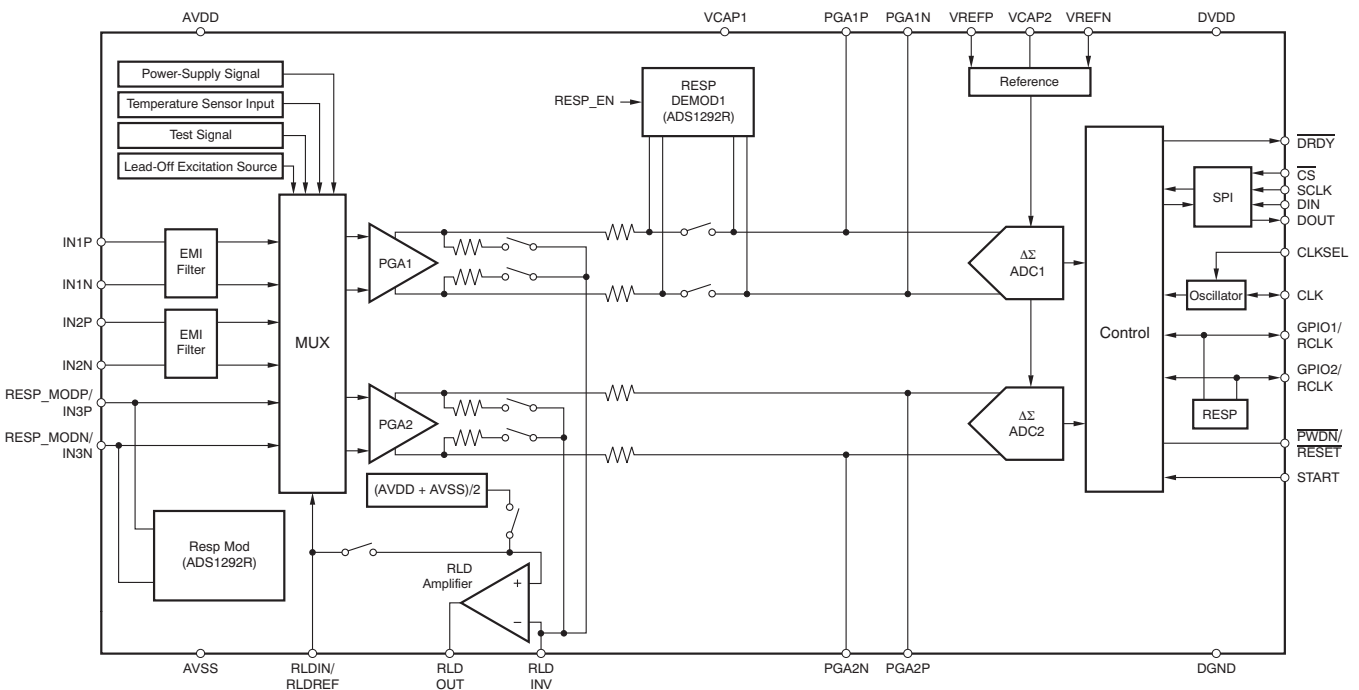 AVDD
VCAP1
PGA1P
PGA1N
VREFP
VCAP2
VREFN
DVDD
Power-Supply Signal
Temperature Sensor Input
Test Signal
Lead-Off Excitation Source
RESP_EN
RESP
DEMOD1
(ADS1292R)
Reference
DRDY
CS
SCLK
DIN
DOUT
SPI
CLKSEL
Oscillator
CLK
GPIO1/
RCLK
GPIO2/
RCLK
RESP
PWDN/
RESET
START
Control
IN1P
IN1N
EMI
Filter
IN2P
IN2N
EMI
Filter
RESP_MODP/
IN3P
RESP_MODN/
IN3N
MUX
PGA1
PGA2
ΔΣ
ADC1
ΔΣ
ADC2
(AVDD + AVSS)/2
Resp Mod
(ADS1292R)
RLD
Amplifier
+
−
AVSS
RLDIN/
RLDREF
RLD
OUT
RLD
INV
PGA2N
PGA2P
DGND